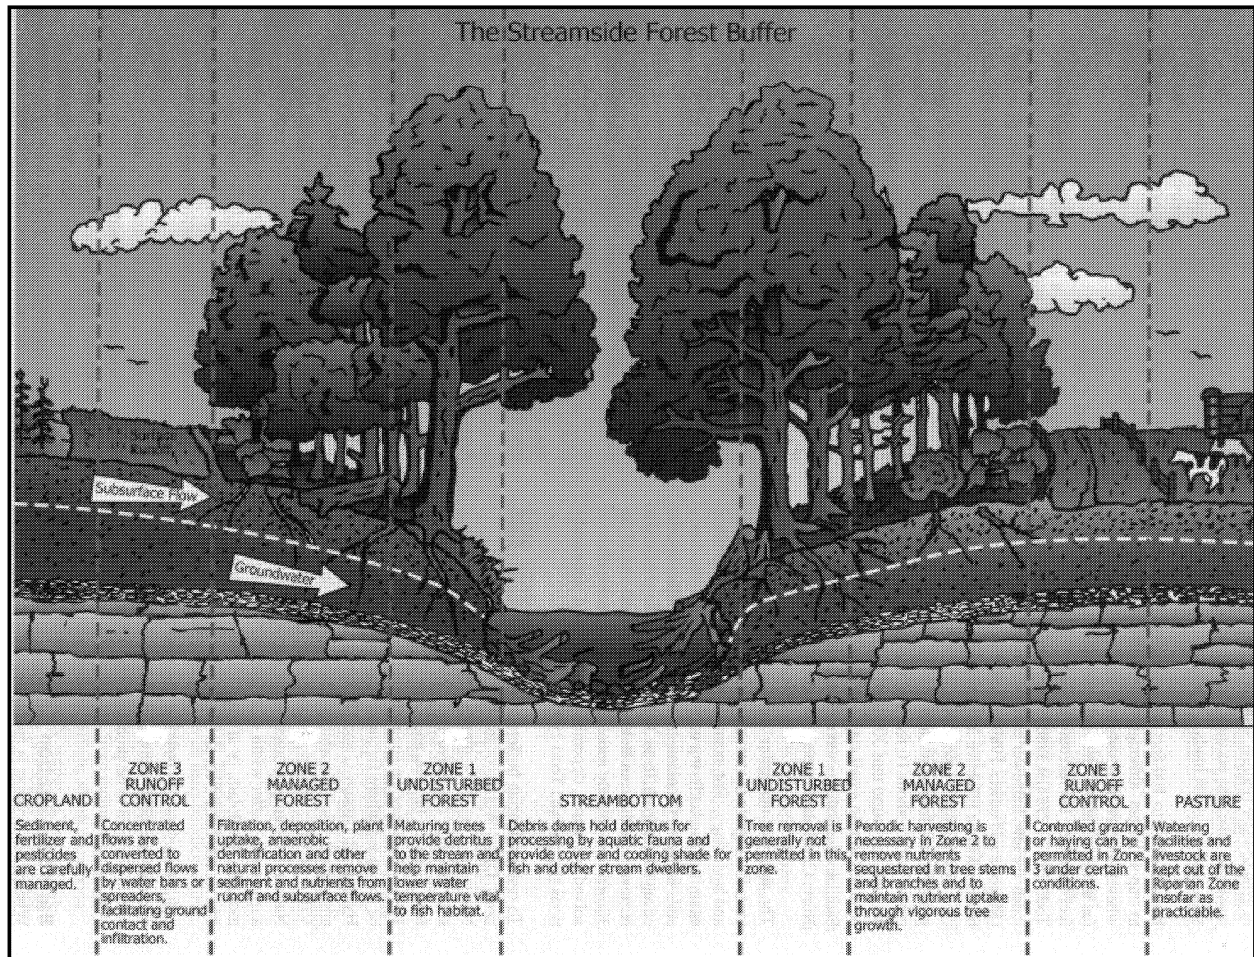 The Streamside Forest Buffer
Surface
Runoff
Subsurface Flow
Groundwater
CROPLAND
Sediment,
fertilizer and
pesticides
are carefully
managed.
ZONE 3
RUNOFF
CONTROL
Concentrated
flows are
converted to
dispersed flows
by water bars or
spreaders,
facilitating ground
contact and
infiltration.
ZONE 2
MANAGED
FOREST
Filtration, deposition, plant
uptake, anaerobic
denitrification and other
natural processes remove
sediment and nutrients from
runoff and subsurface flows.
ZONE 1
UNDISTURBED
FOREST
Maturing trees
provide detritus
to the stream and
help maintain
lower water
temperature vital
to fish habitat.
STREAMBOTTOM
Debris dams hold detritus for
processing by aquatic fauna and
provide cover and cooling shade for
fish and other stream dwellers.
ZONE 1
UNDISTURBED
FOREST
Tree removal is
generally not
permitted in this
zone.
ZONE 2
MANAGED
FOREST
Periodic harvesting is
necessary in Zone 2 to
remove nutrients
sequestered in tree stems
and branches and to
maintain nutrient uptake
through vigorous tree
growth.
ZONE 3
RUNOFF
CONTROL
Controlled grazing
or haying can be
permitted in Zone
3 under certain
conditions.
PASTURE
Watering
facilities and
livestock are
kept out of the
Riparian Zone
insofar as
practicable.